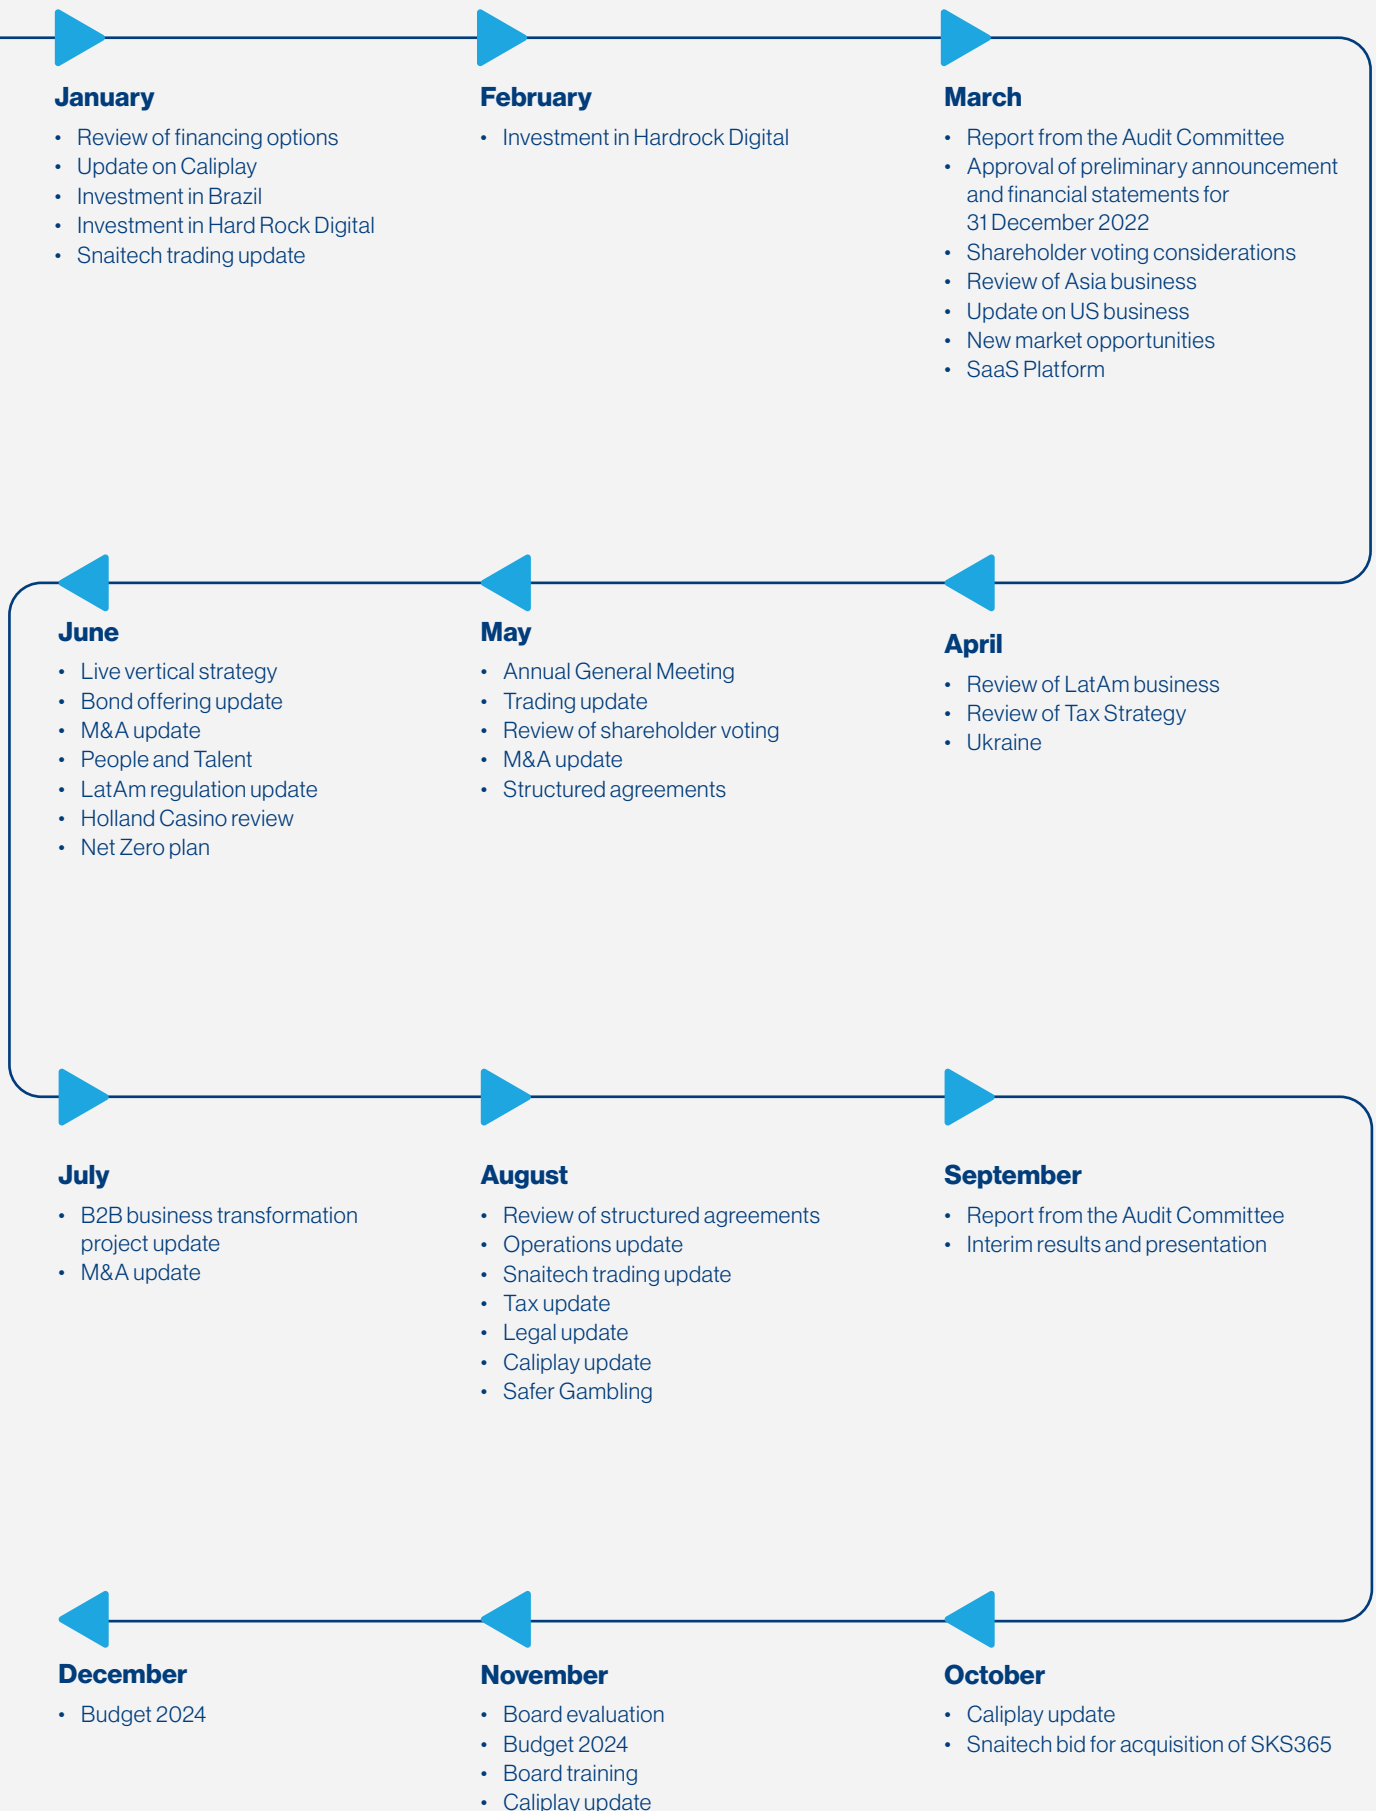 January
• Review of financing options
• Update on Caliplay
• Investment in Brazil
• Investment in Hard Rock Digital
• Snaitech trading update
February
• Investment in Hardrock Digital
March
• Report from the Audit Committee
• Approval of preliminary announcement
and financial statements for
31 December 2022
• Shareholder voting considerations
• Review of Asia business
• Update on US business
• New market opportunities
• SaaS Platform
April
• Review of LatAm business
• Review of Tax Strategy
• Ukraine
May
• Annual General Meeting
• Trading update
• Review of shareholder voting
• M&A update
• Structured agreements
June
• Live vertical strategy
• Bond offering update
• M&A update
• People and Talent
• LatAm regulation update
• Holland Casino review
• Net Zero plan
July
• B2B business transformation
project update
• M&A update
August
• Review of structured agreements
• Operations update
• Snaitech trading update
• Tax update
• Legal update
• Caliplay update
• Safer Gambling
September
• Report from the Audit Committee
• Interim results and presentation
October
• Caliplay update
• Snaitech bid for acquisition of SKS365
November
• Board evaluation
• Budget 2024
• Board training
• Caliplay update
December
• Budget 2024